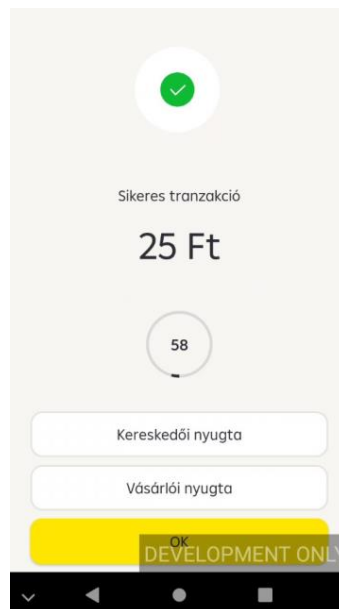 Sikeres tranzakció
25 Ft
58
Kereskedői nyugta
Vásárlói nyugta
OK
DEVELOPMENT ONLY